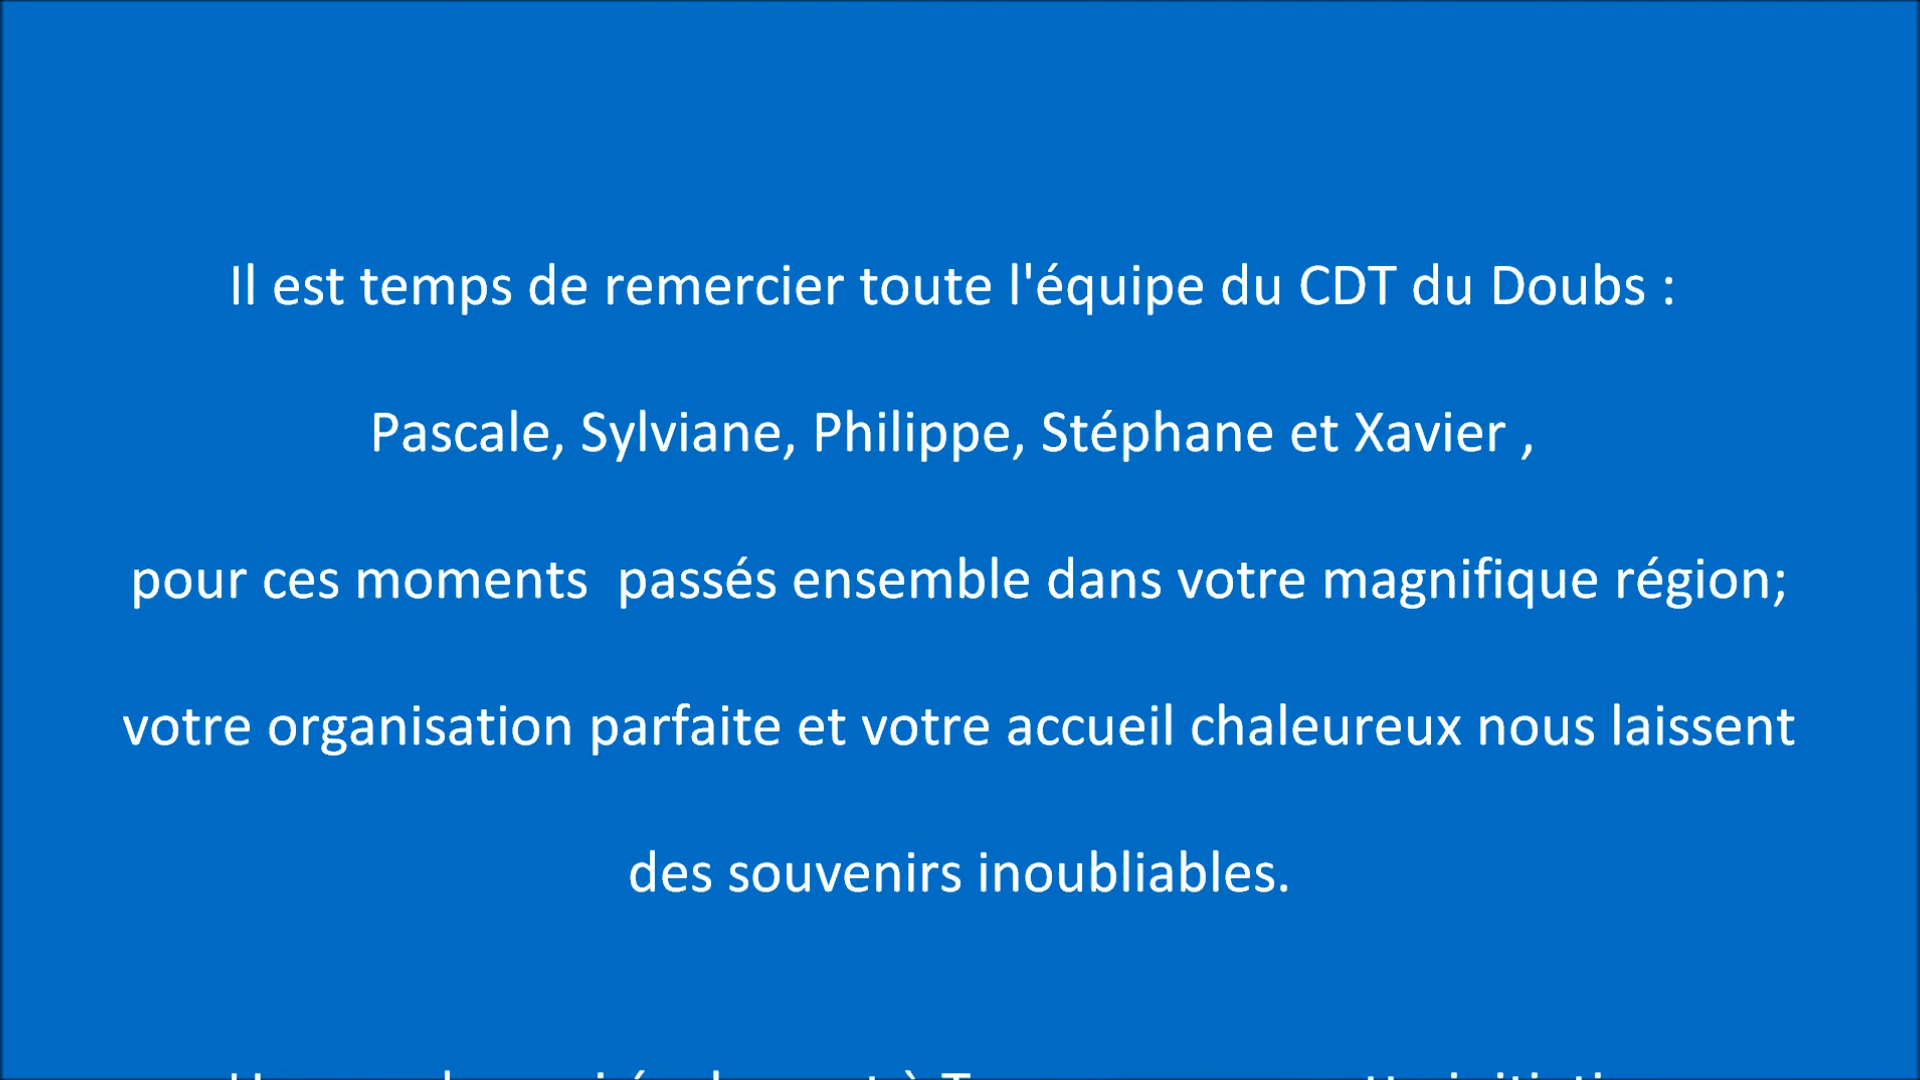 Il est temps de remercier toute l'équipe du CDT du Doubs :
Pascale, Sylviane, Philippe, Stéphane et Xavier ,
pour ces moments  passés ensemble dans votre magnifique région;
votre organisation parfaite et votre accueil chaleureux nous laissent
des souvenirs inoubliables.